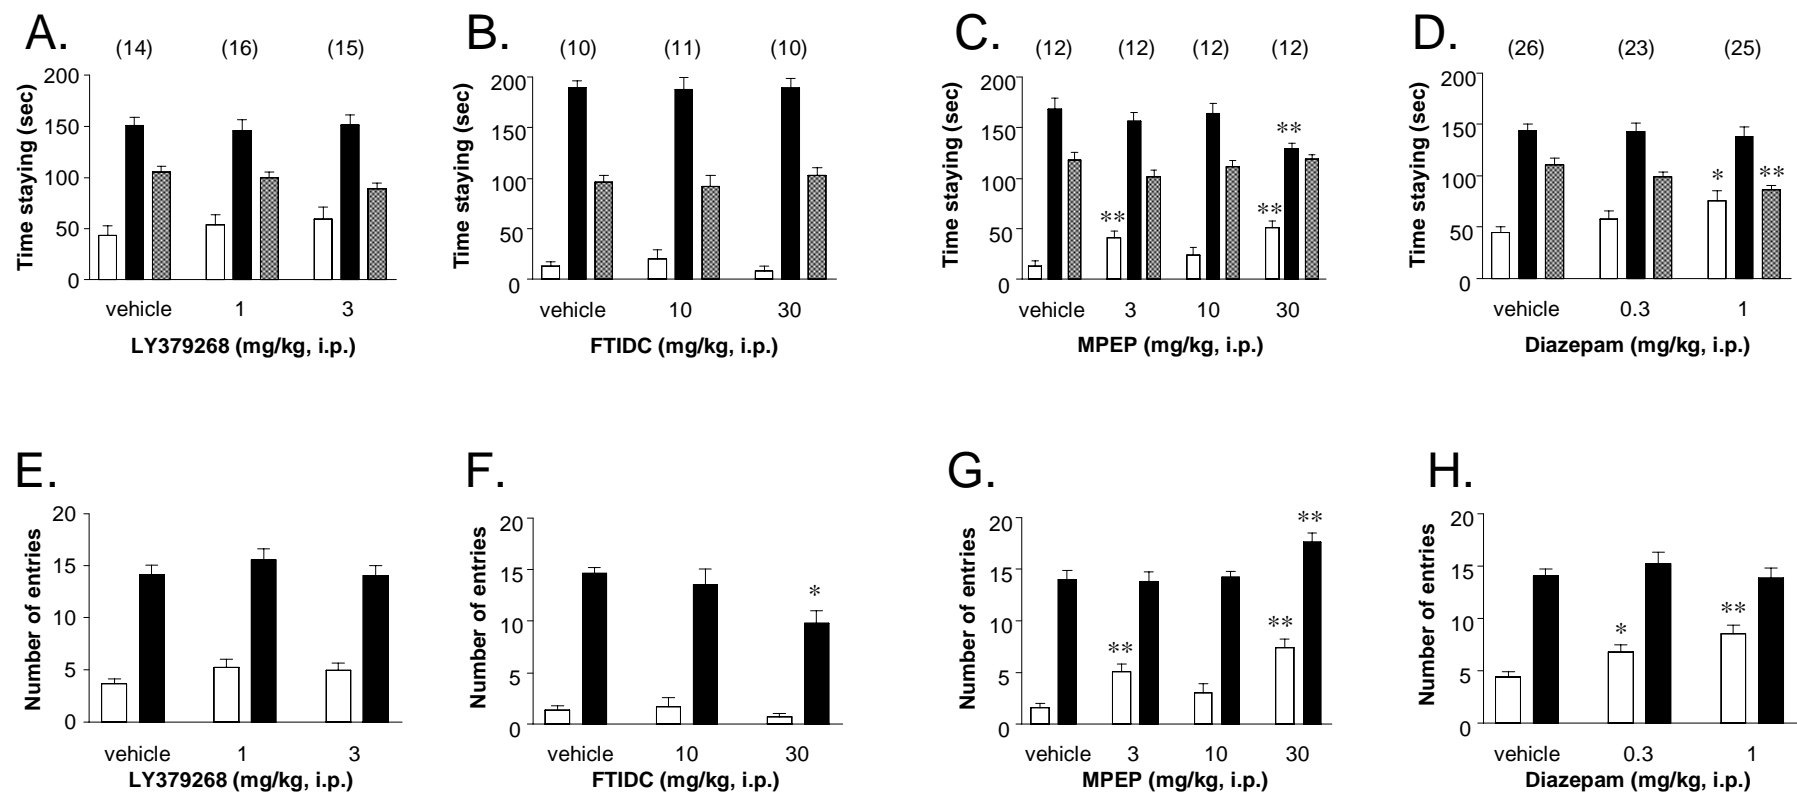 A.
(14) (16) (15)
Time staying (sec)
200
150
100
50
0
vehicle 1 3
LY379268 (mg/kg, i.p.)
B.
(10) (11) (10)
Time staying (sec)
200
150
100
50
0
vehicle 10 30
FTIDC (mg/kg, i.p.)
C.
(12) (12) (12) (12)
Time staying (sec)
200
150
100
50
0
** ** **
vehicle 3 10 30
MPEP (mg/kg, i.p.)
D.
(26) (23) (25)
Time staying (sec)
200
150
100
50
0
* **
vehicle 0.3 1
Diazepam (mg/kg, i.p.)
E.
Number of entries
20
15
10
5
0
vehicle 1 3
LY379268 (mg/kg, i.p.)
F.
Number of entries
20
15
10
5
0
*
vehicle 10 30
FTIDC (mg/kg, i.p.)
G.
Number of entries
20
15
10
5
0
** ** **
vehicle 3 10 30
MPEP (mg/kg, i.p.)
H.
Number of entries
20
15
10
5
0
* **
vehicle 0.3 1
Diazepam (mg/kg, i.p.)